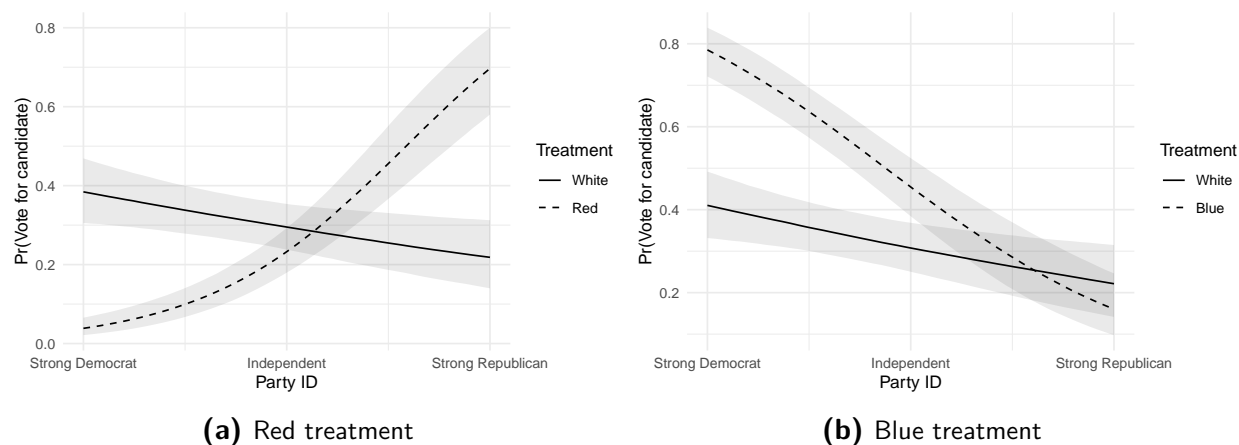 Pr(Vote for candidate)
0.8
0.6
0.4
0.2
0.0
Strong Democrat Independent Strong Republican
Party ID
Treatment
White
Red
(a) Red treatment
Pr(Vote for candidate)
0.8
0.6
0.4
0.2
Strong Democrat Independent Strong Republican
Party ID
Treatment
White
Blue
(b) Blue treatment